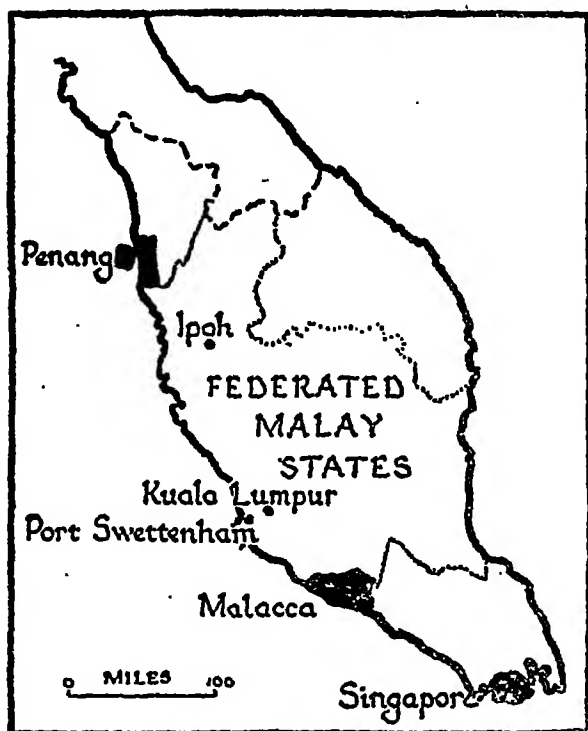 Penang
Ipoh
FEDERATED
MALAY
STATES
Kuala Lumpur
Port Swettenham
Malacca
0 MILES 100
Singapore